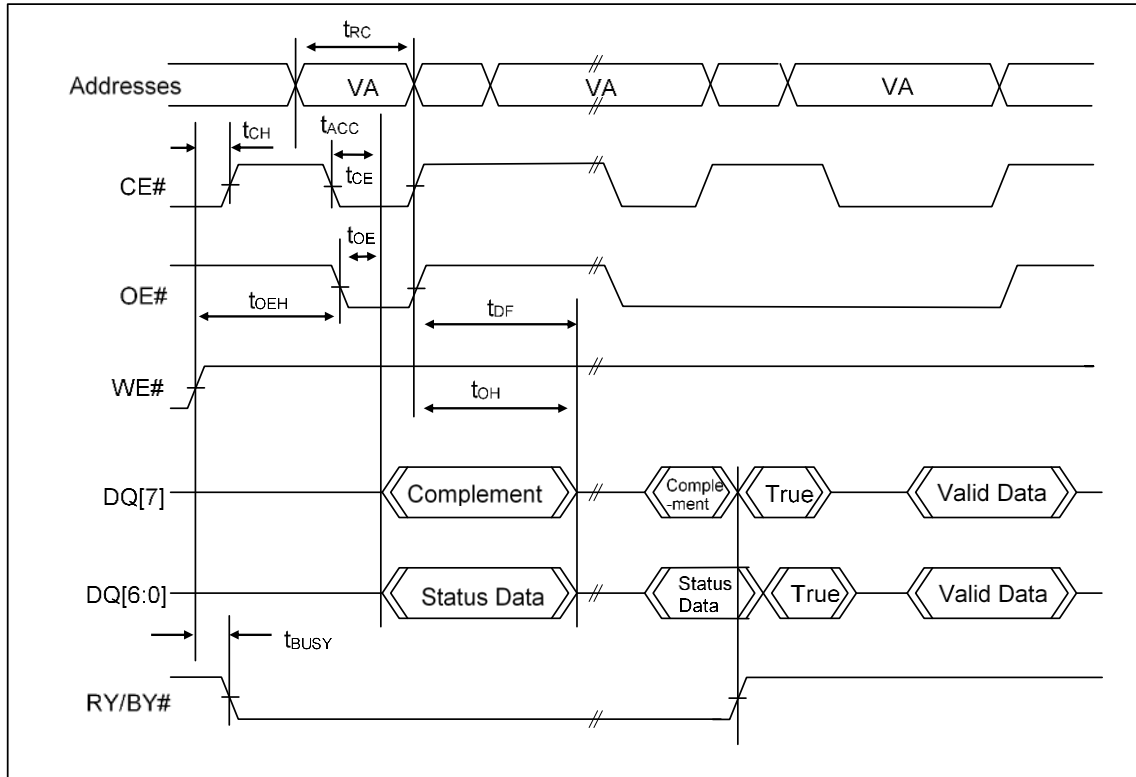 tRC
Addresses VA VA VA
tCH tACC
CE# tCE
tOE
OE#
tOEH tDF
WE#
tOH
DQ[7] Complement Comple True Valid Data
-ment
DQ[6:0] Status Data Status True Valid Data
Data
tBUSY
RY/BY#